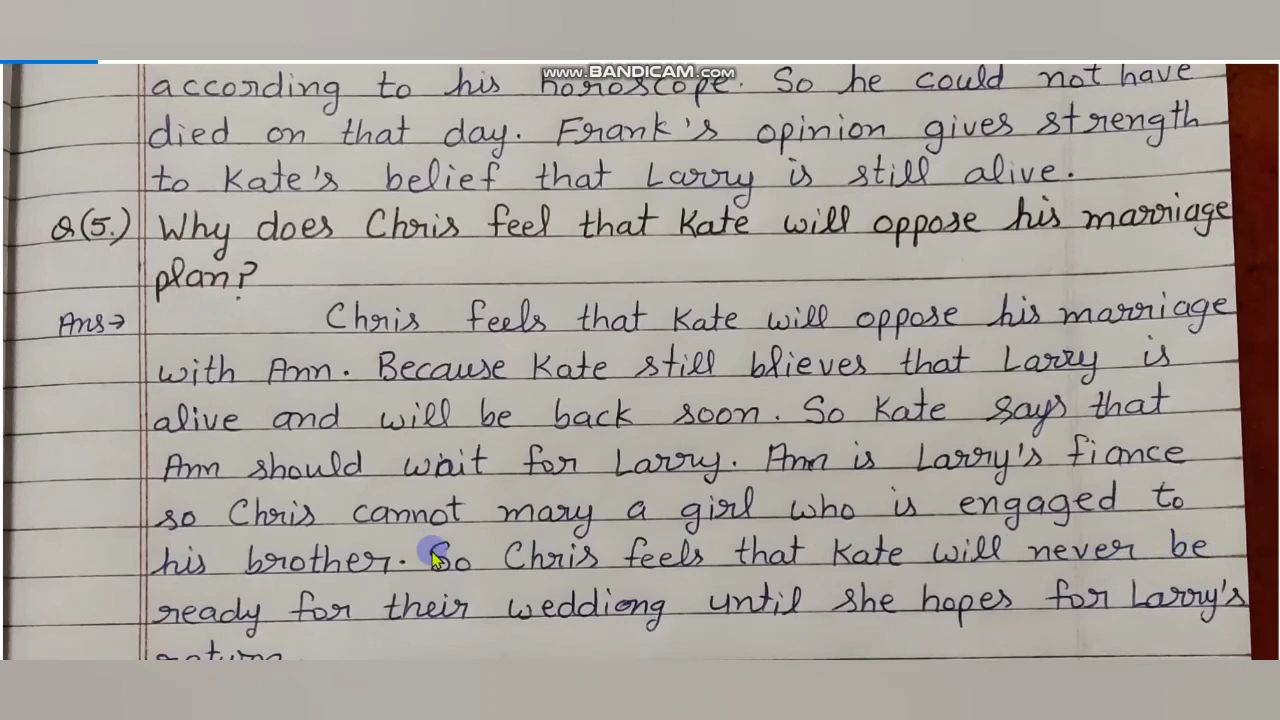 www.BANDICAM.com
according to his horoscope. So he could not have
died on that day. Frank's opinion gives strength
to Kate's belief that Larry is still alive.
Q(5.) Why does Chris feel that Kate will oppose his marriage
plan?
Ans→ Chris feels that Kate will oppose his marriage
with Ann. Because Kate still blieves that Larry is
alive and will be back soon. So Kate says that
Ann should wait for Larry. Ann is Larry's fiance
so Chris cannot mary a girl who is engaged to
his brother. So Chris feels that Kate will never be
ready for their weddiong until she hopes for Larry's
return